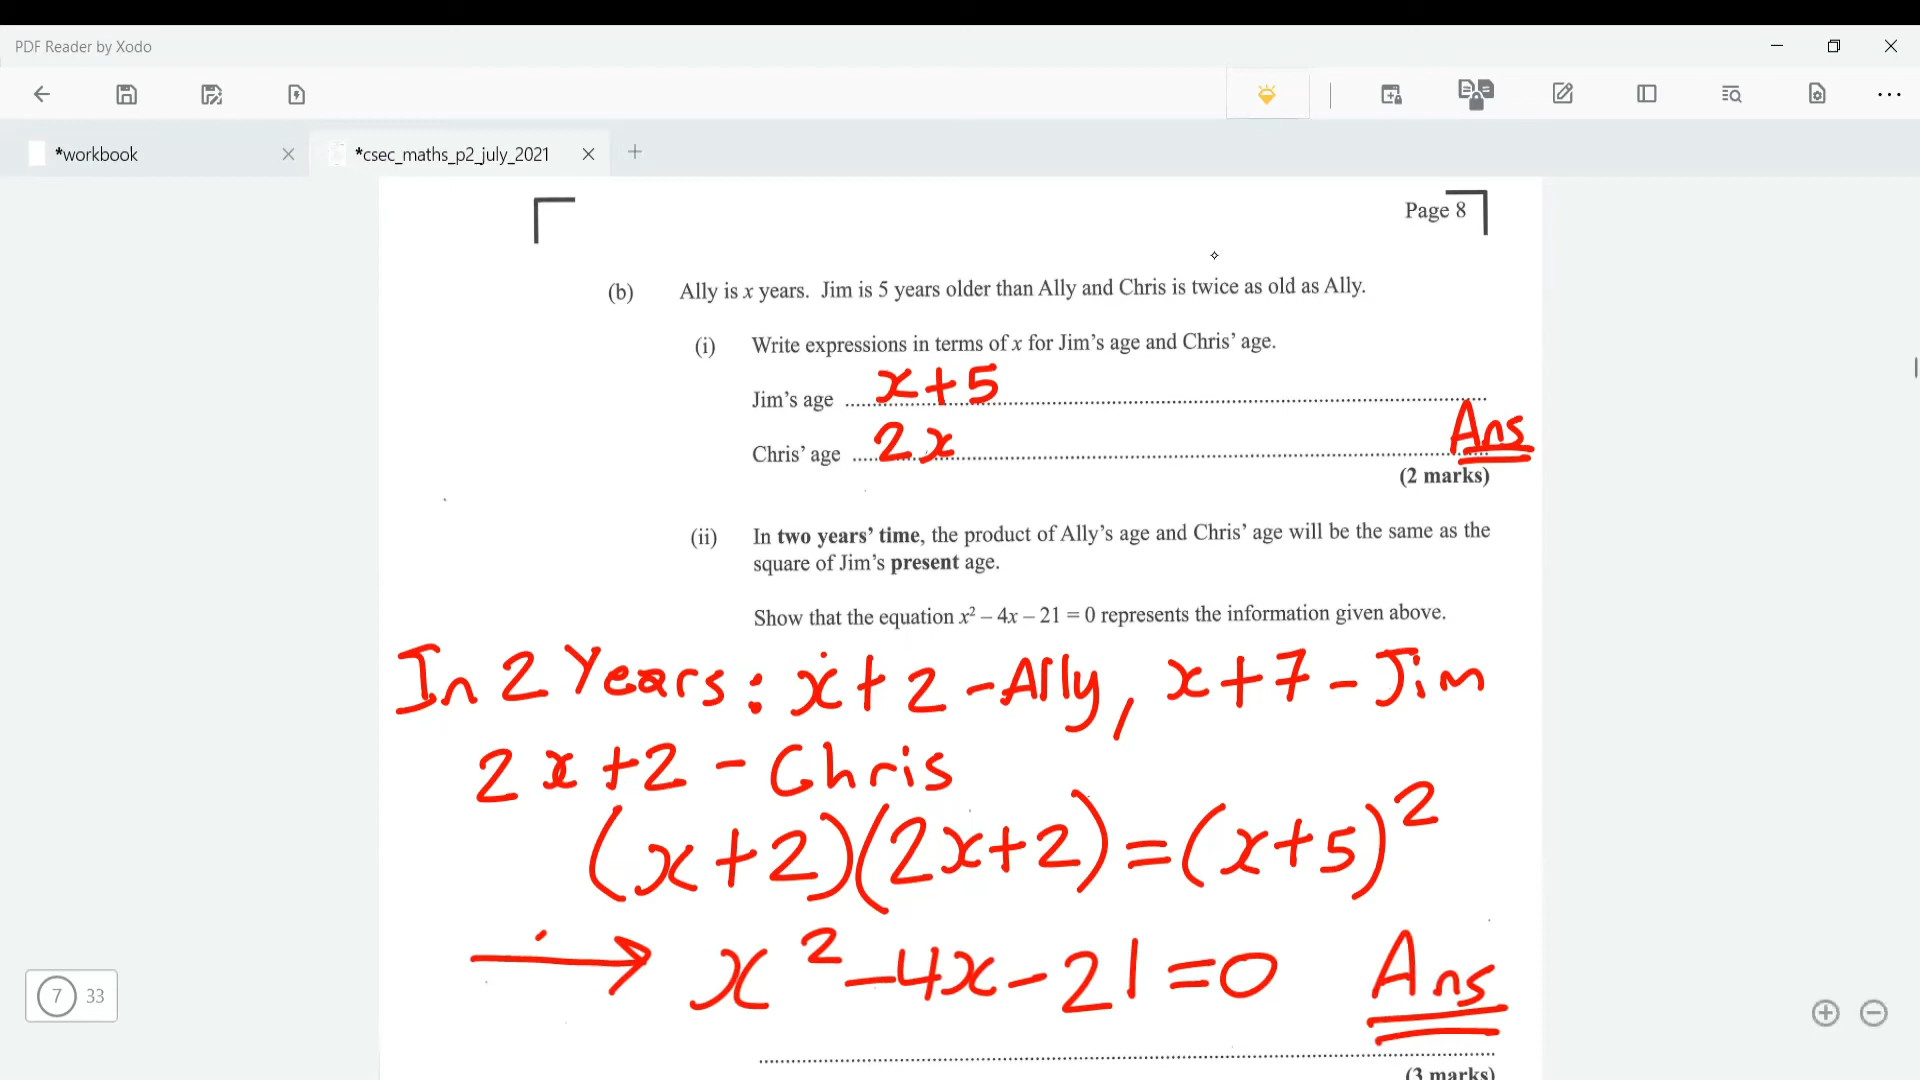 PDF Reader by Xodo
*workbook
*csec_maths_p2_july_2021
Page 8
(b) Ally is x years. Jim is 5 years older than Ally and Chris is twice as old as Ally.
(i) Write expressions in terms of x for Jim's age and Chris' age.
Jim's age x+5
Chris' age 2x Ans
(2 marks)
(ii) In two years' time, the product of Ally's age and Chris' age will be the same as the
square of Jim's present age.
Show that the equation x² – 4x – 21 = 0 represents the information given above.
In 2 Years: x+2 - Ally, x+7 - Jim
2x+2 - Chris
(x+2)(2x+2)=(x+5)²
→ x²-4x-21=0 Ans
(3 marks)
7 33